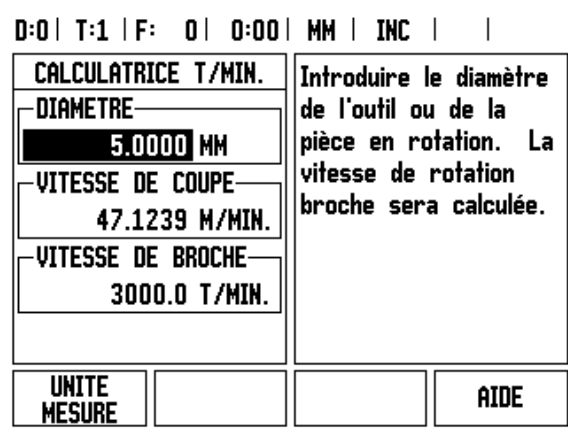 D:0 | T:1 | F: 0 | 0:00 | MM | INC | |
CALCULATRICE T/MIN.
DIAMETRE
5.0000 MM
VITESSE DE COUPE
47.1239 M/MIN.
VITESSE DE BROCHE
3000.0 T/MIN.
Introduire le diamètre
de l'outil ou de la
pièce en rotation. La
vitesse de rotation
broche sera calculée.
UNITE
MESURE
AIDE